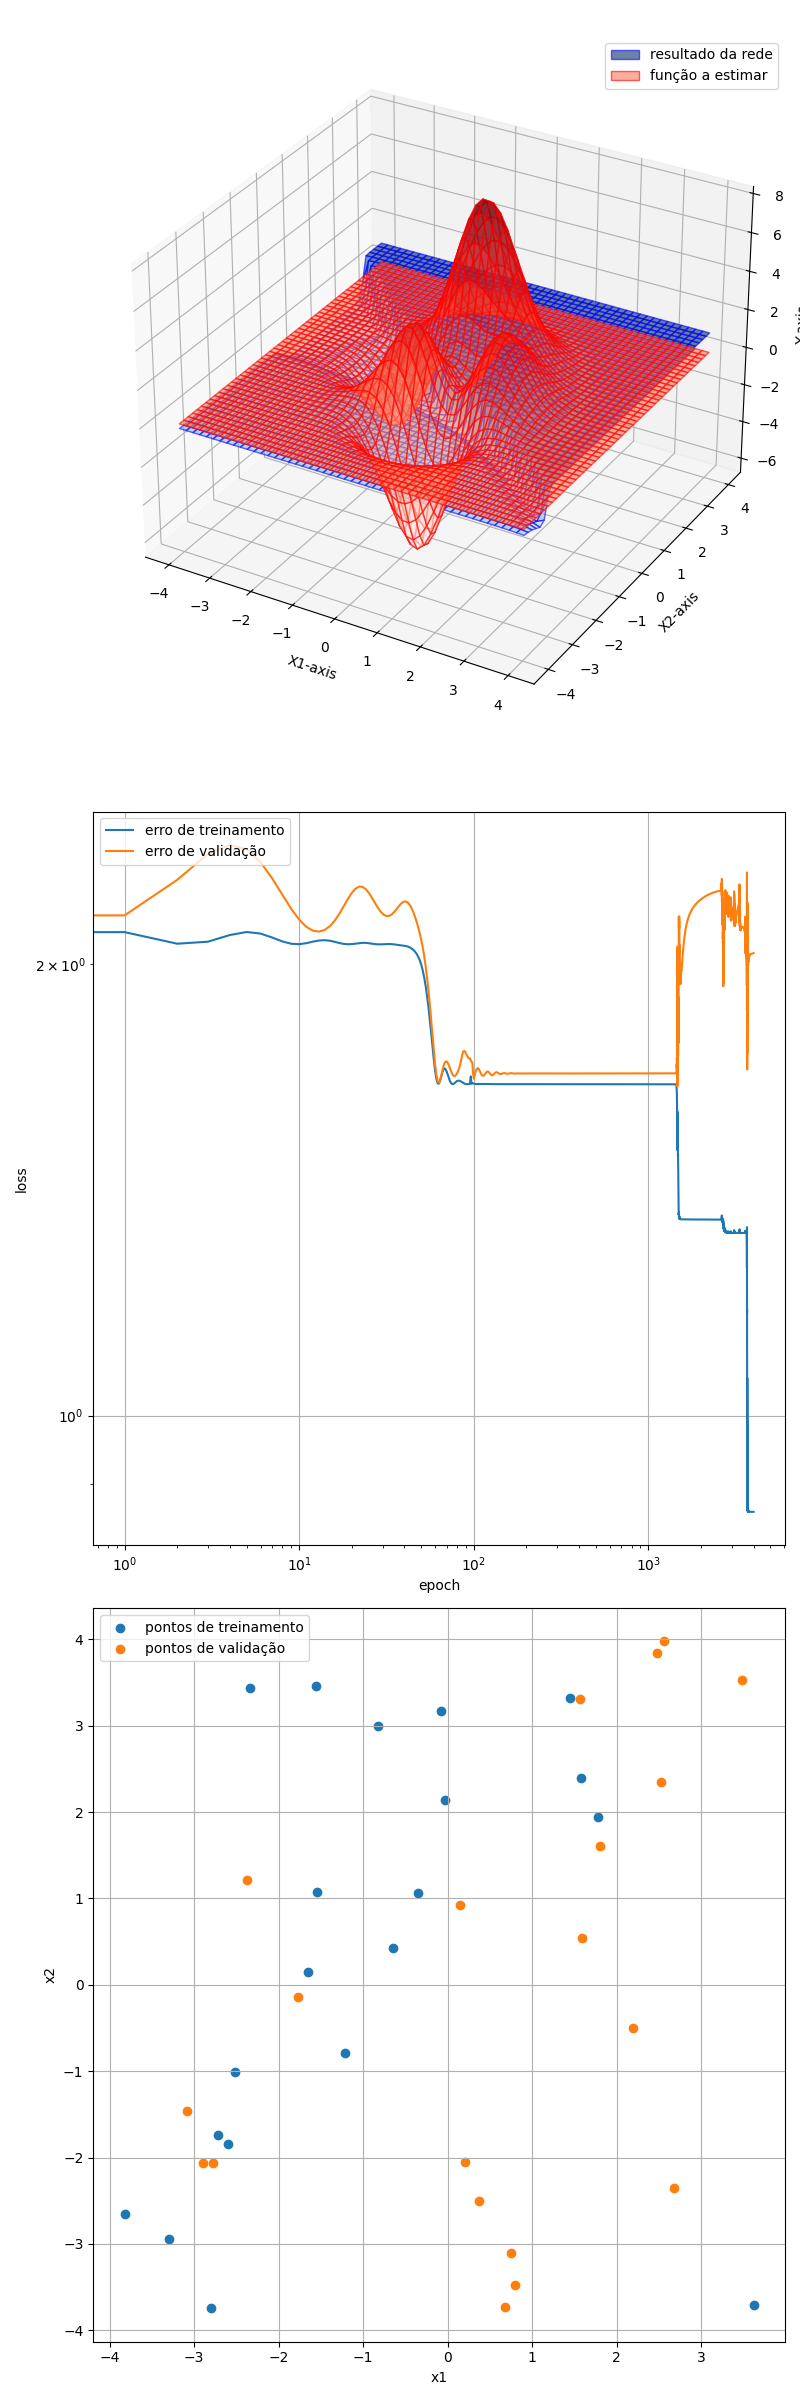 resultado da rede
função a estimar
8
6
4
2
0
−2
−4
−6
−4
−3
−2
−1
0
1
2
3
4
X1-axis
−4
−3
−2
−1
0
1
2
3
4
X2-axis
erro de treinamento
erro de validação
2 × 10⁰
10⁰
loss
10⁰ 10¹ 10² 10³
epoch
pontos de treinamento
pontos de validação
4
3
2
1
0
−1
−2
−3
−4
x2
−4 −3 −2 −1 0 1 2 3
x1